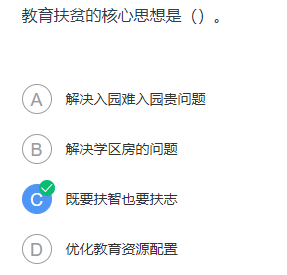 教育扶贫的核心思想是（）。
A 解决入园难入园贵问题
B 解决学区房的问题
C 既要扶智也要扶志
D 优化教育资源配置